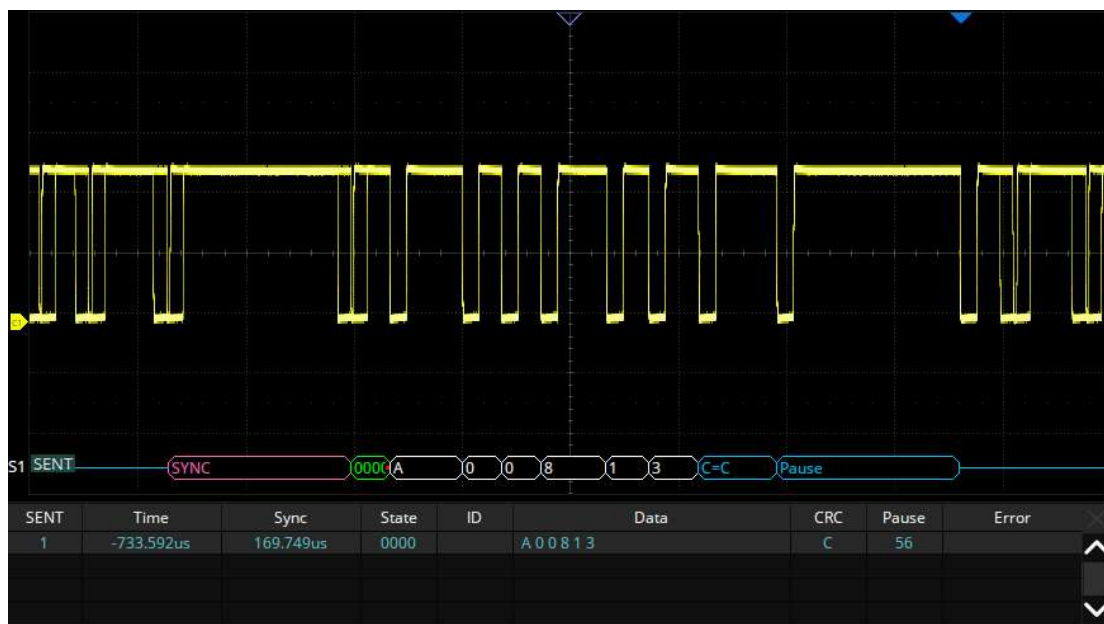 C1
S1 SENT SYNC 0000 A 0 0 8 1 3 C=C Pause
SENT Time Sync State ID Data CRC Pause Error
1 -733.592us 169.749us 0000 A 0 0 8 1 3 C 56